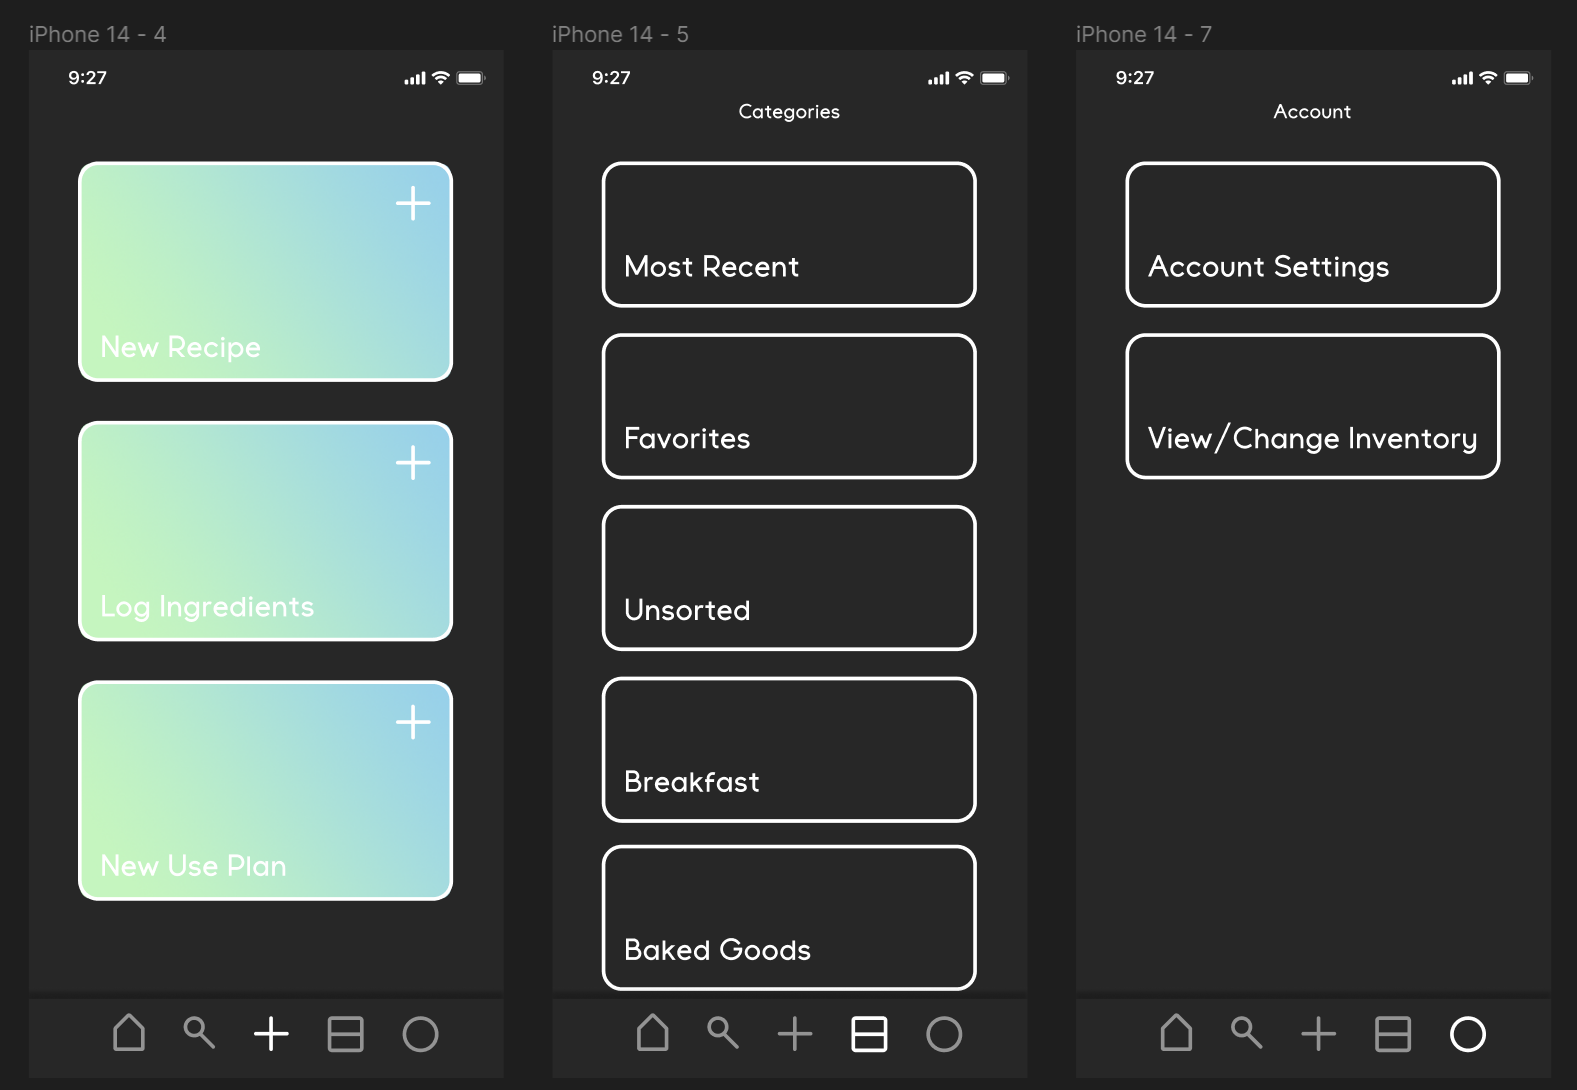 iPhone 14 - 4
9:27
New Recipe
Log Ingredients
New Use Plan
iPhone 14 - 5
9:27
Categories
Most Recent
Favorites
Unsorted
Breakfast
Baked Goods
iPhone 14 - 7
9:27
Account
Account Settings
View/Change Inventory